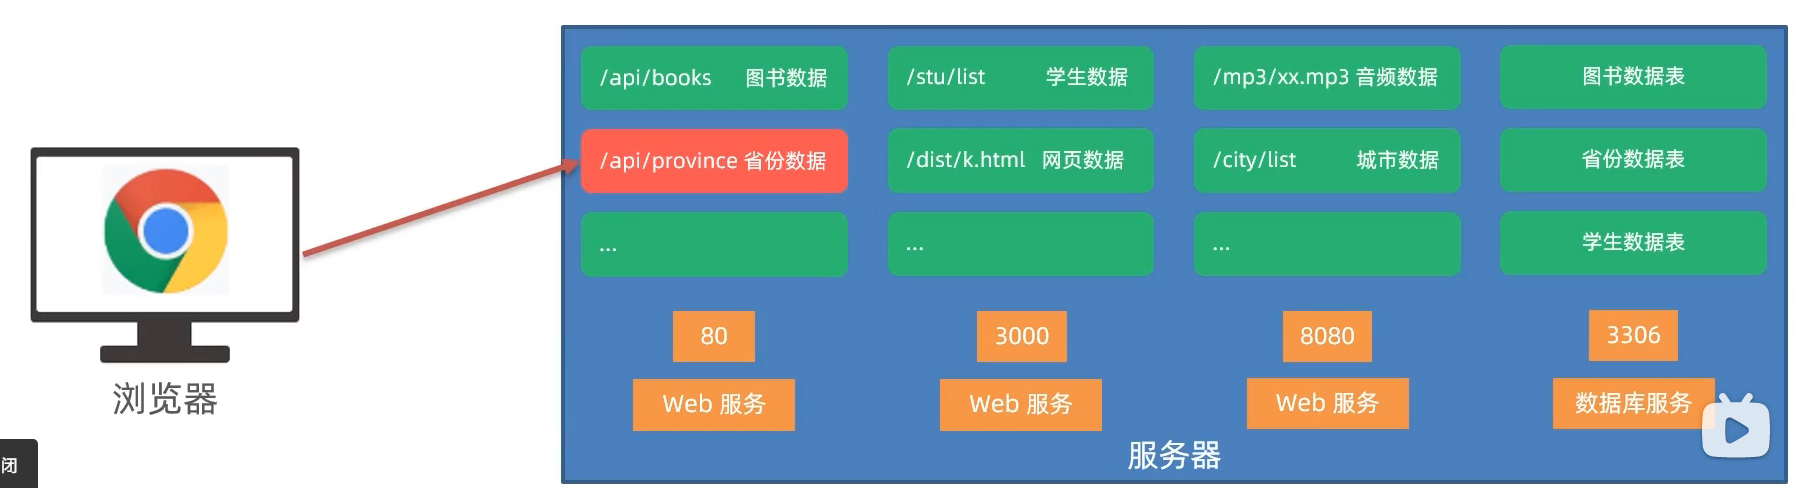 /api/books 图书数据
/stu/list 学生数据
/mp3/xx.mp3 音频数据
图书数据表
/api/province 省份数据
/dist/k.html 网页数据
/city/list 城市数据
省份数据表
...
...
...
学生数据表
80
3000
8080
3306
Web 服务
Web 服务
Web 服务
数据库服务
浏览器
服务器
闭